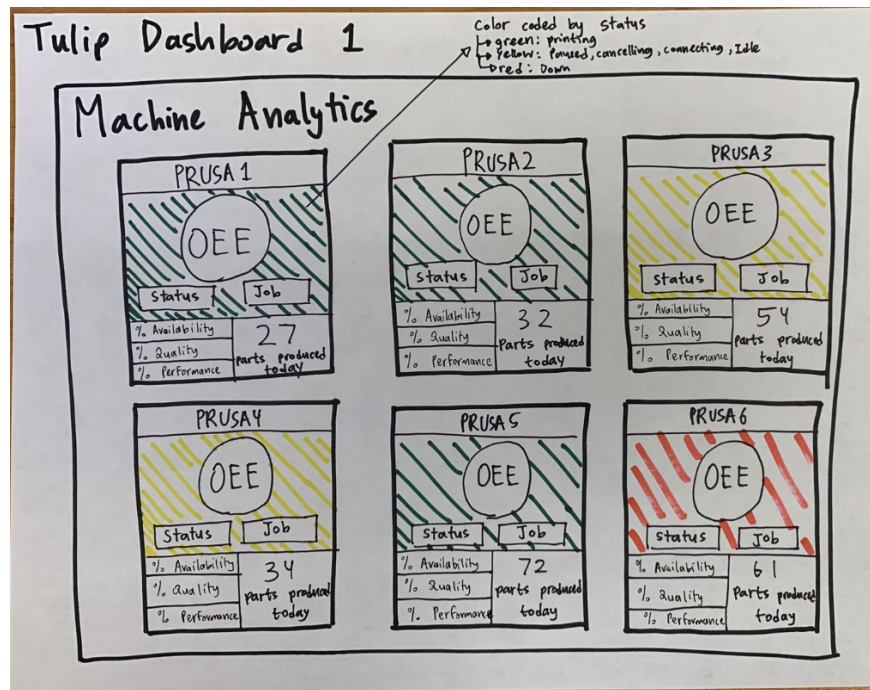 Tulip Dashboard 1
Color coded by Status
green: printing
Yellow: Paused, cancelling, connecting, Idle
red: Down
Machine Analytics
PRUSA 1
OEE
Status
Job
% Availability
% Quality
% Performance
27
Parts produced
today
PRUSA2
OEE
Status
Job
% Availability
% Quality
% Performance
32
Parts produced
today
PRUSA3
OEE
Status
Job
% Availability
% Quality
% Performance
54
Parts produced
today
PRUSA4
OEE
Status
Job
% Availability
% Quality
% Performance
34
Parts produced
today
PRUSA5
OEE
Status
Job
% Availability
% Quality
% Performance
72
Parts produced
today
PRUSA6
OEE
Status
Job
% Availability
% Quality
% Performance
61
Parts produced
today